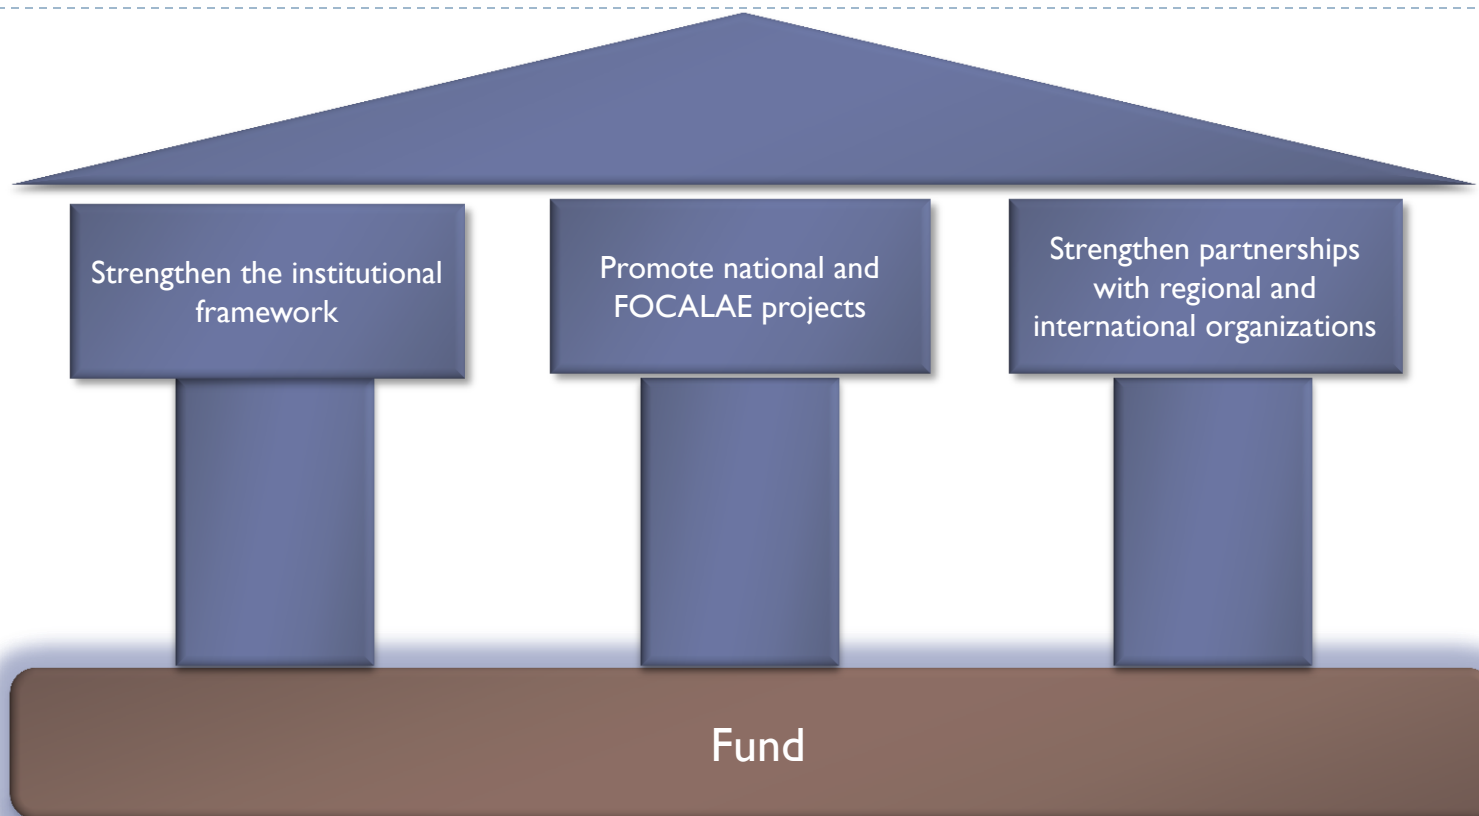 Strengthen the institutional
framework
Promote national and
FOCALAE projects
Strengthen partnerships
with regional and
international organizations
Fund